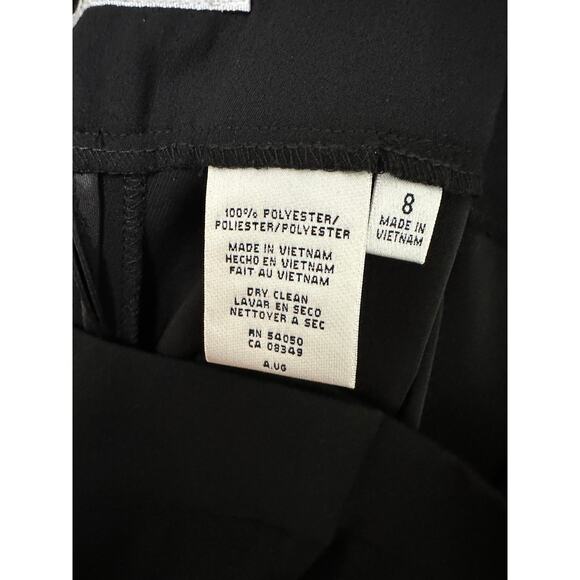 100% POLYESTER/
POLIESTER/POLYESTER
MADE IN VIETNAM
HECHO EN VIETNAM
FAIT AU VIETNAM
DRY CLEAN
LAVAR EN SECO
NETTOYER A SEC
RN 54050
CA 08349
A.UG
8
MADE IN
VIETNAM